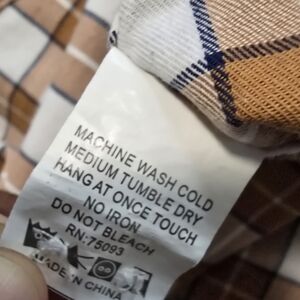 MACHINE WASH COLD
MEDIUM TUMBLE DRY
HANG AT ONCE TOUCH
NO IRON
DO NOT BLEACH
RN.75093
MADE IN CHINA